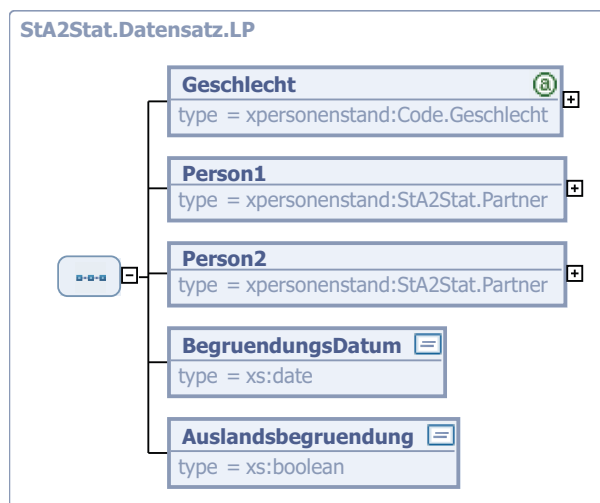 StA2Stat.Datensatz.LP
Geschlecht
type = xpersonenstand:Code.Geschlecht
Person1
type = xpersonenstand:StA2Stat.Partner
Person2
type = xpersonenstand:StA2Stat.Partner
BegruendungsDatum
type = xs:date
Auslandsbegruendung
type = xs:boolean